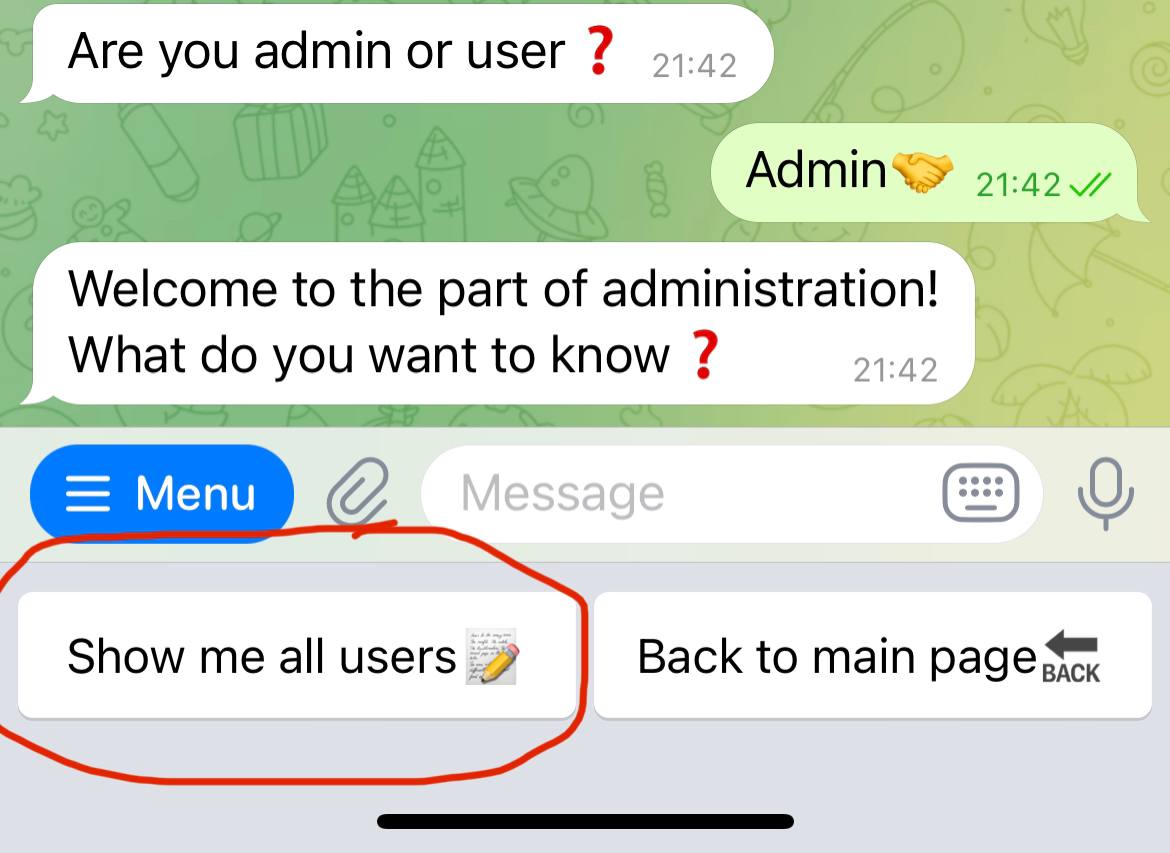 Are you admin or user❓ 21:42
Admin🤝 21:42
Welcome to the part of administration!
What do you want to know❓ 21:42
Menu Message
Show me all users📝 Back to main page🔙